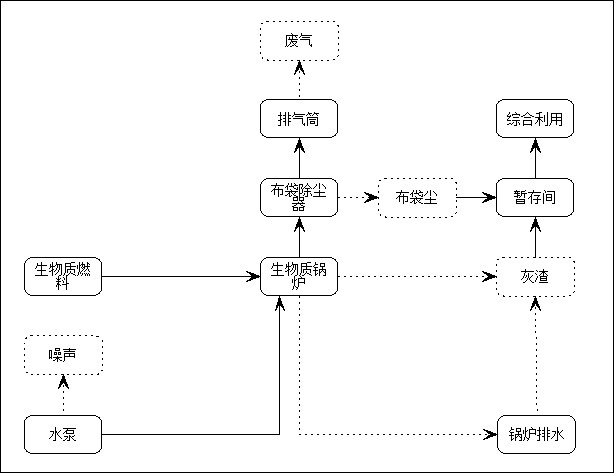 废气
排气筒
综合利用
布袋除尘
器
布袋尘
暂存间
生物质燃
料
生物质锅
炉
灰渣
噪声
水泵
锅炉排水